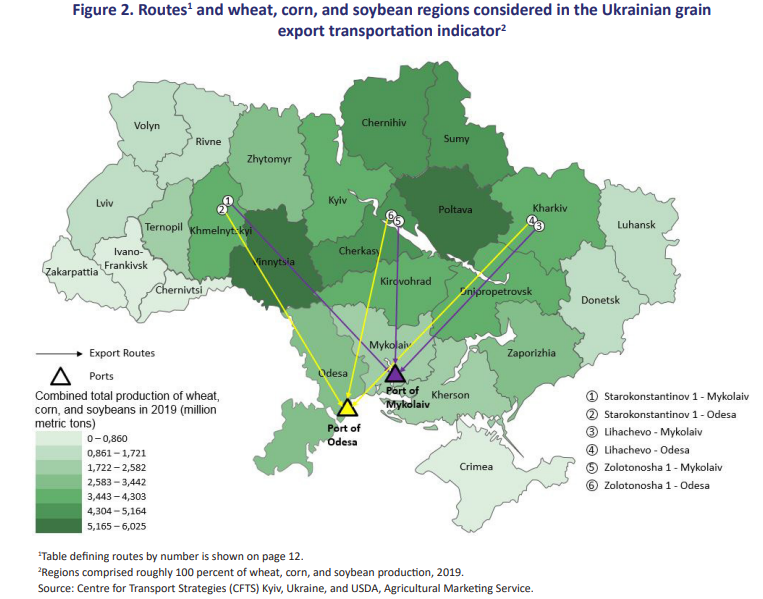 Figure 2. Routes¹ and wheat, corn, and soybean regions considered in the Ukrainian grain
export transportation indicator²
Volyn
Rivne
Zhytomyr
Chernihiv
Sumy
Kyiv
Lviv
Ternopil
Khmelnytskyi
Poltava
Kharkiv
Luhansk
Ivano-
Frankivsk
Zakarpattia
Chernivtsi
Vinnytsia
Cherkasy
Kirovohrad
Dnipropetrovsk
Donetsk
Mykolaiv
Zaporizhia
Odesa
Kherson
Crimea
1
2
6
5
4
3
Port of
Mykolaiv
Port of
Odesa
Export Routes
Ports
Combined total production of wheat,
corn, and soybeans in 2019 (million
metric tons)
0 – 0,860
0,861 – 1,721
1,722 – 2,582
2,583 – 3,442
3,443 – 4,303
4,304 – 5,164
5,165 – 6,025
① Starokonstantinov 1 - Mykolaiv
② Starokonstantinov 1 - Odesa
③ Lihachevo - Mykolaiv
④ Lihachevo - Odesa
⑤ Zolotonosha 1 - Mykolaiv
⑥ Zolotonosha 1 - Odesa
¹Table defining routes by number is shown on page 12.
²Regions comprised roughly 100 percent of wheat, corn, and soybean production, 2019.
Source: Centre for Transport Strategies (CFTS) Kyiv, Ukraine, and USDA, Agricultural Marketing Service.